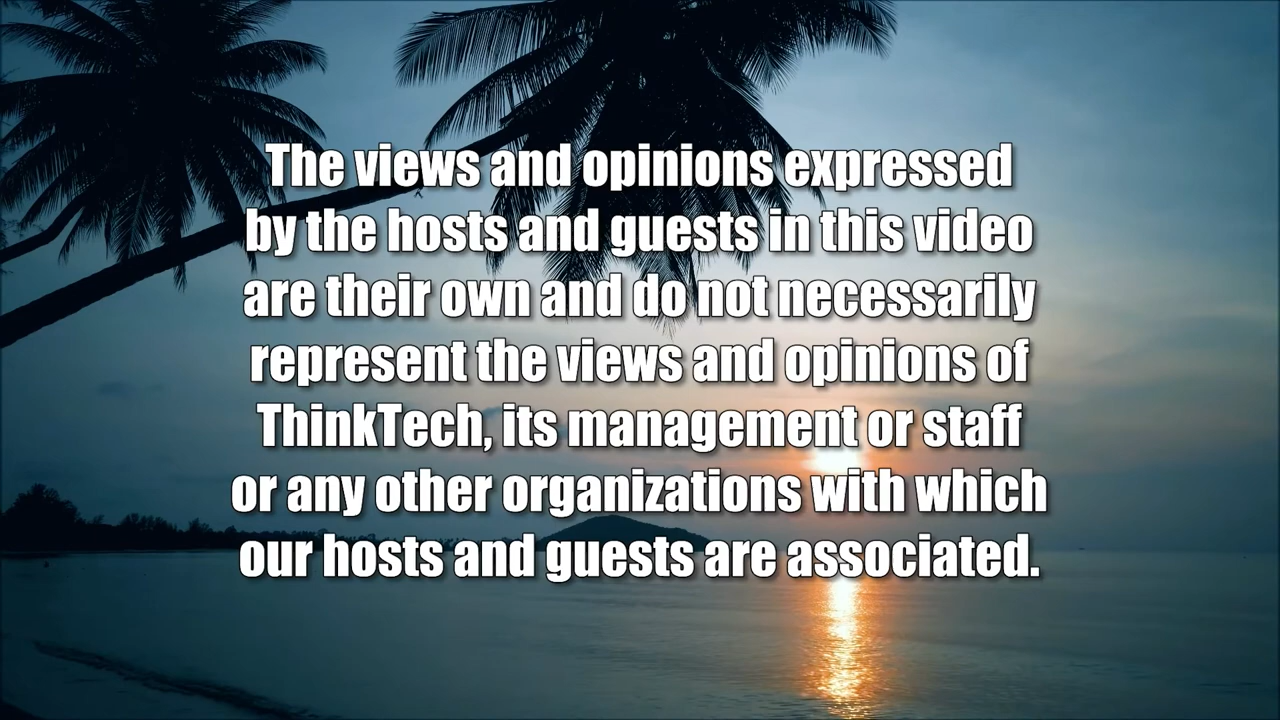 The views and opinions expressed
by the hosts and guests in this video
are their own and do not necessarily
represent the views and opinions of
ThinkTech, its management or staff
or any other organizations with which
our hosts and guests are associated.